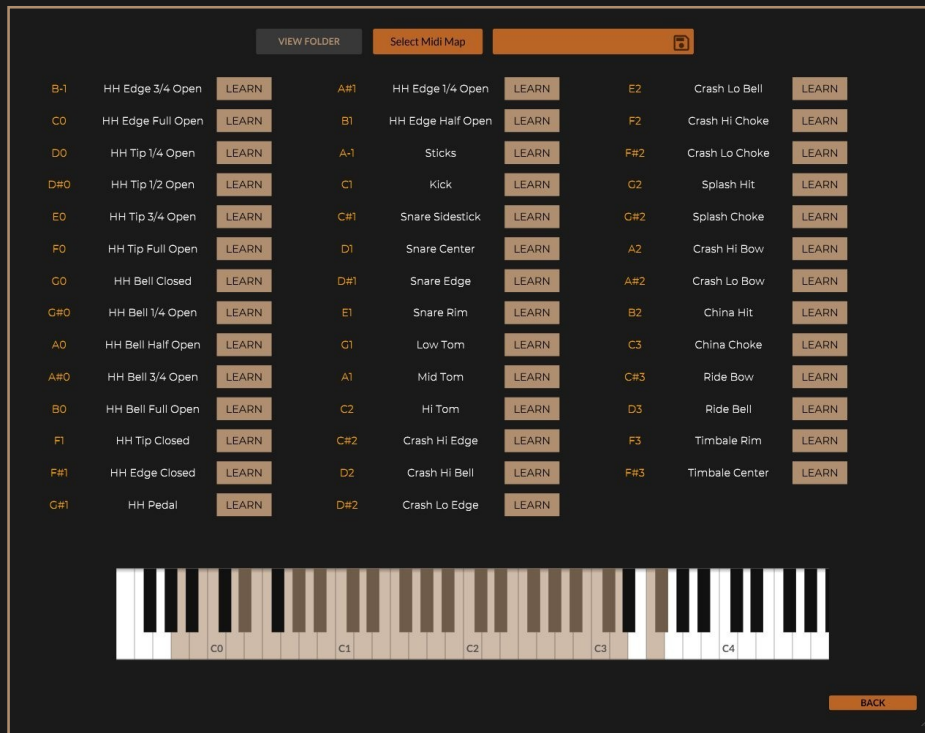 VIEW FOLDER Select Midi Map
B-1 HH Edge 3/4 Open LEARN A#1 HH Edge 1/4 Open LEARN E2 Crash Lo Bell LEARN
C0 HH Edge Full Open LEARN B1 HH Edge Half Open LEARN F2 Crash Hi Choke LEARN
D0 HH Tip 1/4 Open LEARN A-1 Sticks LEARN F#2 Crash Lo Choke LEARN
D#0 HH Tip 1/2 Open LEARN C1 Kick LEARN G2 Splash Hit LEARN
E0 HH Tip 3/4 Open LEARN C#1 Snare Sidestick LEARN G#2 Splash Choke LEARN
F0 HH Tip Full Open LEARN D1 Snare Center LEARN A2 Crash Hi Bow LEARN
G0 HH Bell Closed LEARN D#1 Snare Edge LEARN A#2 Crash Lo Bow LEARN
G#0 HH Bell 1/4 Open LEARN E1 Snare Rim LEARN B2 China Hit LEARN
A0 HH Bell Half Open LEARN G1 Low Tom LEARN C3 China Choke LEARN
A#0 HH Bell 3/4 Open LEARN A1 Mid Tom LEARN C#3 Ride Bow LEARN
B0 HH Bell Full Open LEARN C2 Hi Tom LEARN D3 Ride Bell LEARN
F1 HH Tip Closed LEARN C#2 Crash Hi Edge LEARN F3 Timbale Rim LEARN
F#1 HH Edge Closed LEARN D2 Crash Hi Bell LEARN F#3 Timbale Center LEARN
G#1 HH Pedal LEARN D#2 Crash Lo Edge LEARN
C0 C1 C2 C3 C4
BACK